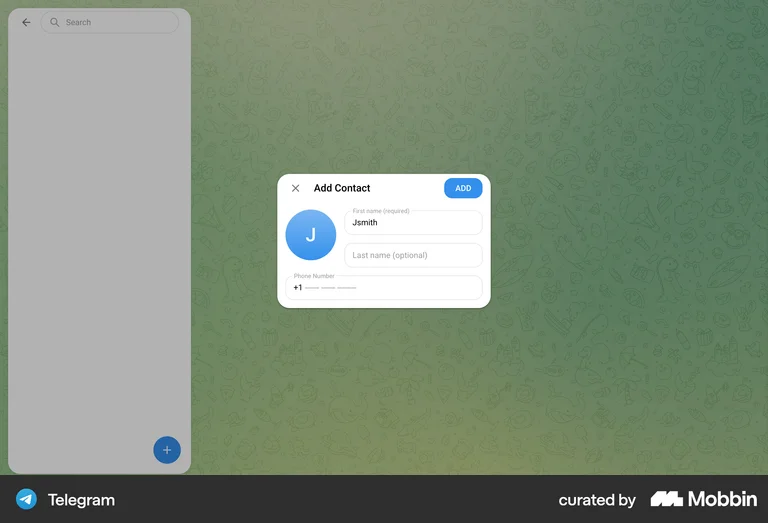 Search
Add Contact
ADD
J
First name (required)
Jsmith
Last name (optional)
Phone Number
+1 ––– ––– ––––
Telegram
curated by Mobbin